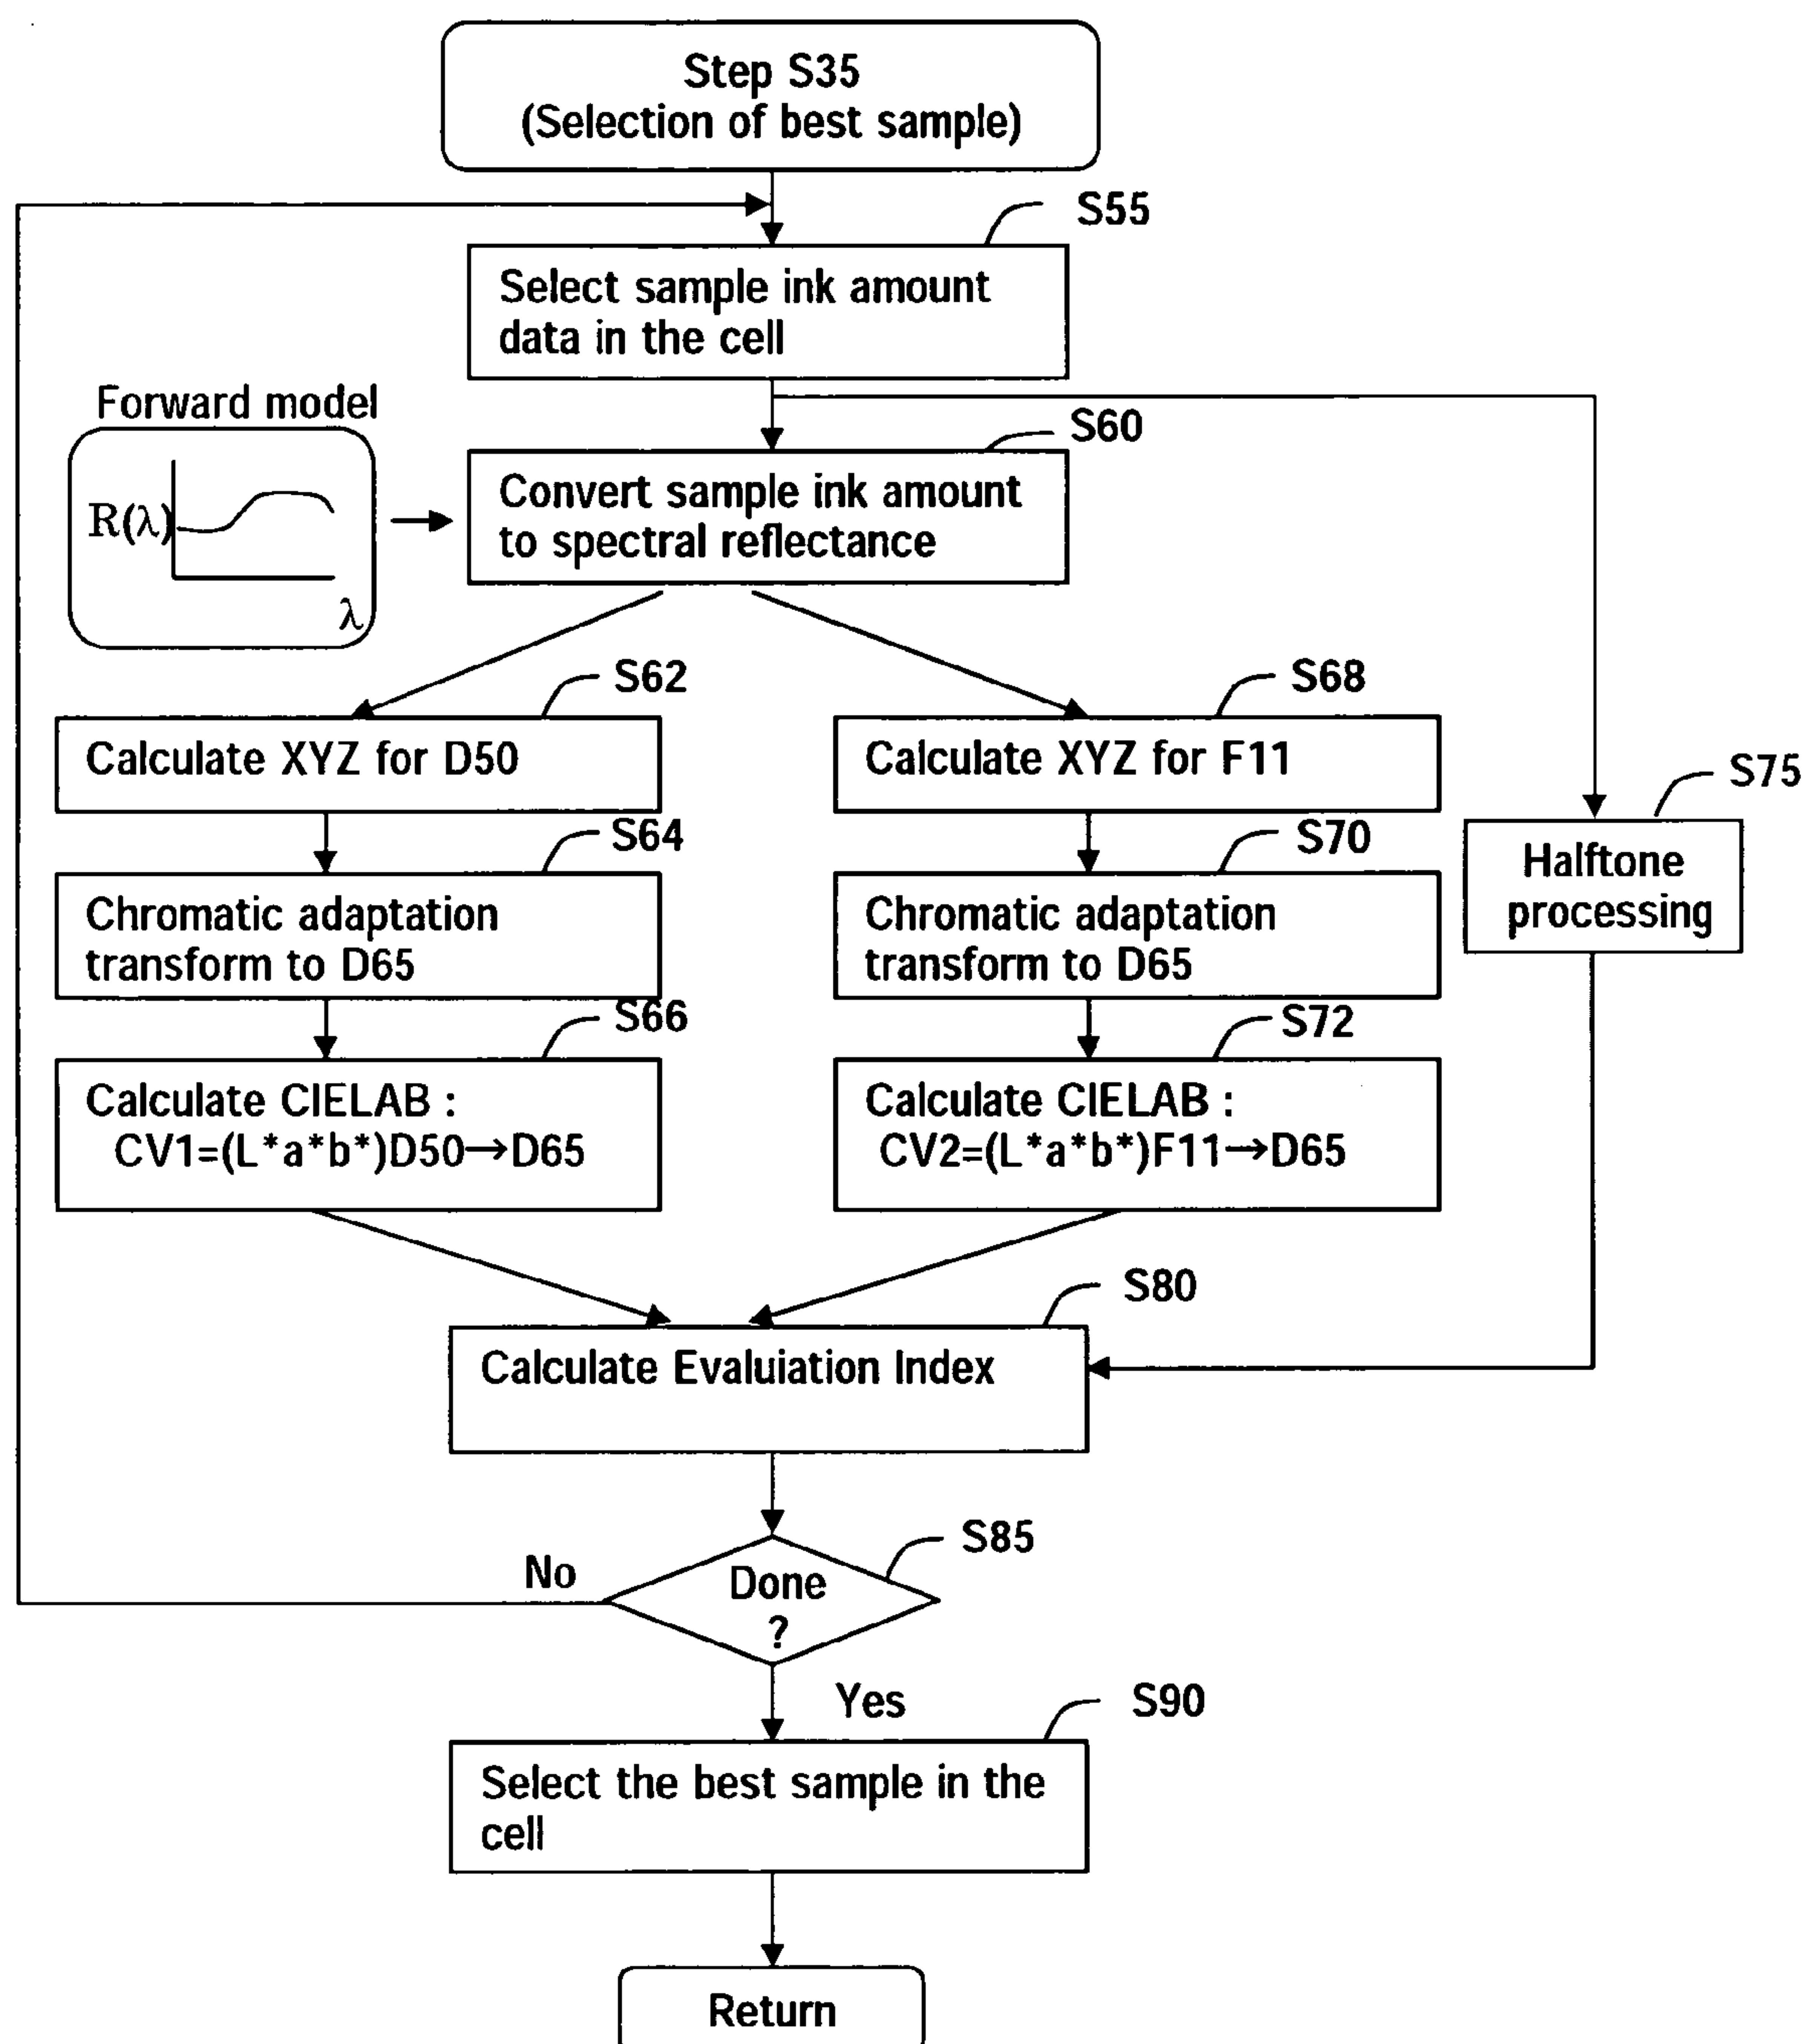 Step S35
(Selection of best sample)
S55
Select sample ink amount
data in the cell
Forward model
S60
R(λ)
λ
Convert sample ink amount
to spectral reflectance
S62
S68
Calculate XYZ for D50
Calculate XYZ for F11
S75
S64
S70
Halftone
processing
Chromatic adaptation
transform to D65
Chromatic adaptation
transform to D65
S66
S72
Calculate CIELAB :
CV1=(L*a*b*)D50→D65
Calculate CIELAB :
CV2=(L*a*b*)F11→D65
S80
Calculate Evaluiation Index
S85
No
Done
?
Yes
S90
Select the best sample in the
cell
Return